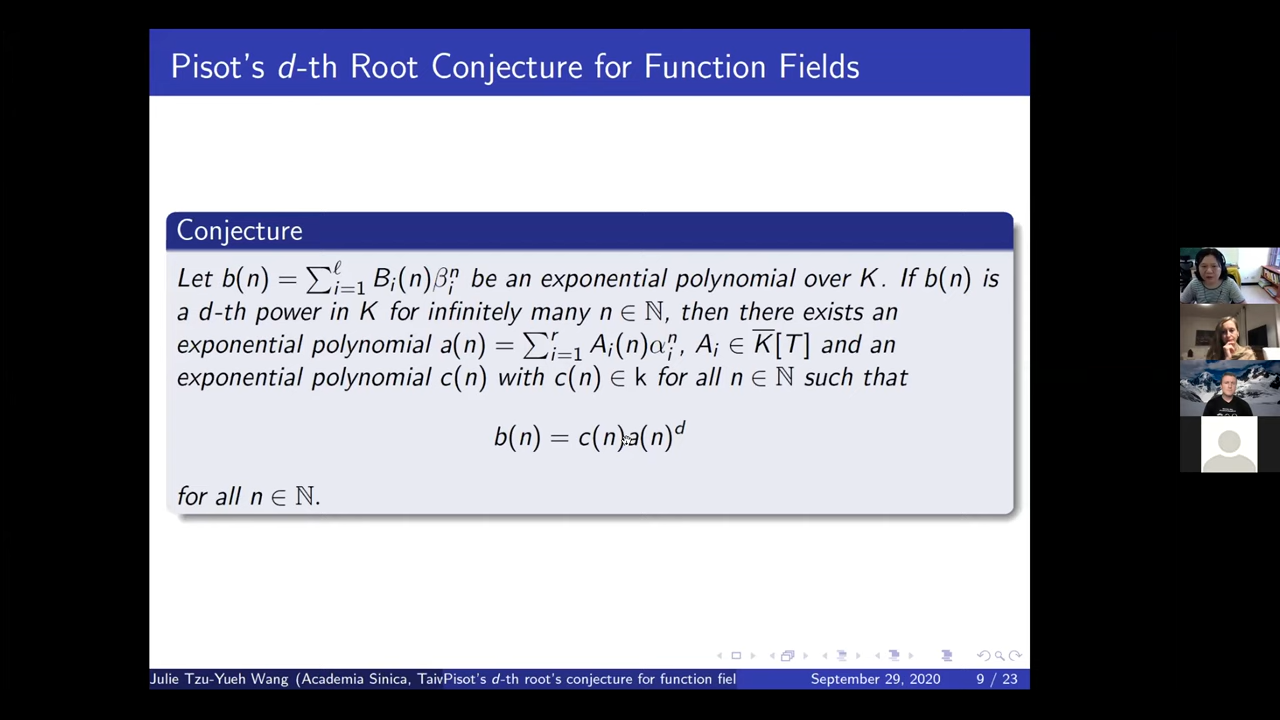 Pisot's d-th Root Conjecture for Function Fields
Conjecture
Let b(n) = ∑_{i=1}^{ℓ} B_i(n)β_i^n be an exponential polynomial over K. If b(n) is
a d-th power in K for infinitely many n ∈ ℕ, then there exists an
exponential polynomial a(n) = ∑_{i=1}^{r} A_i(n)α_i^n, A_i ∈ K̅[T] and an
exponential polynomial c(n) with c(n) ∈ k for all n ∈ ℕ such that
b(n) = c(n)a(n)^d
for all n ∈ ℕ.
Julie Tzu-Yueh Wang (Academia Sinica, Taiv Pisot's d-th root's conjecture for function fiel September 29, 2020 9 / 23